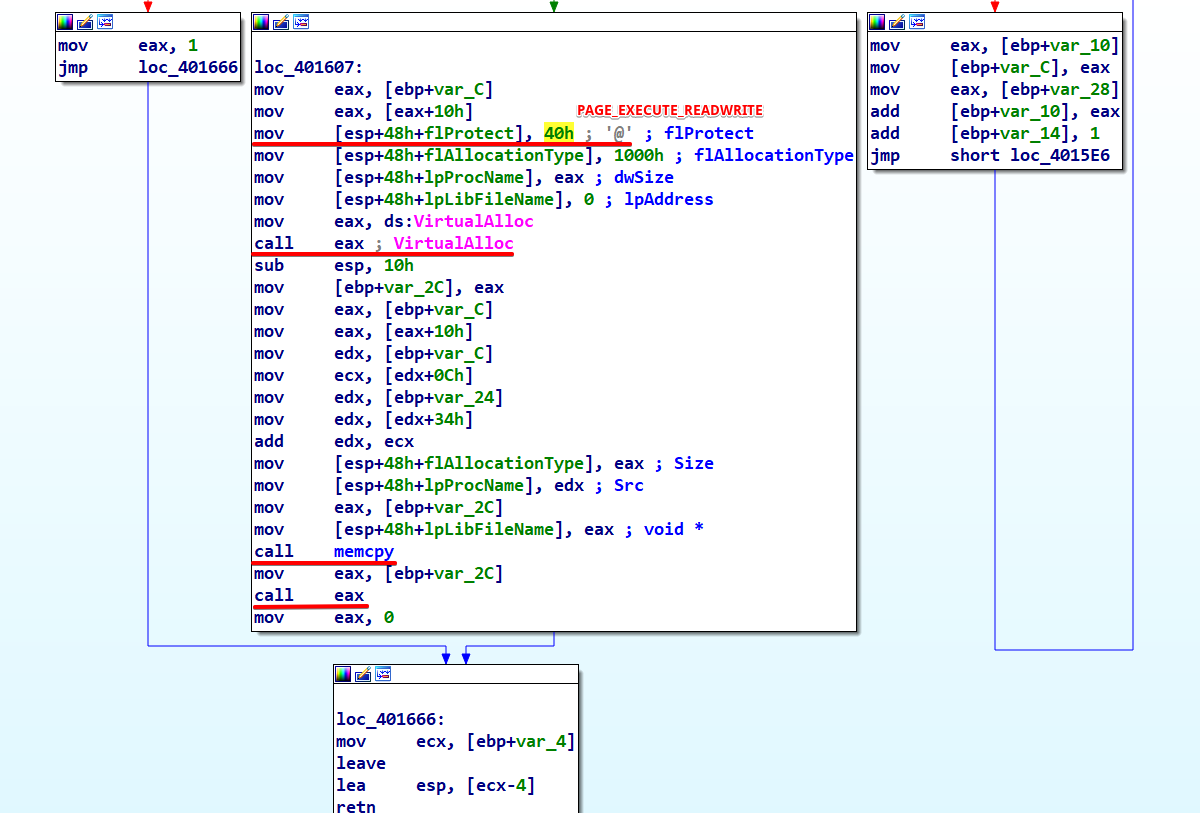 mov eax, 1
jmp loc_401666
loc_401607:
mov eax, [ebp+var_C]
mov eax, [eax+10h]
PAGE_EXECUTE_READWRITE
mov [esp+48h+flProtect], 40h ; '@' ; flProtect
mov [esp+48h+flAllocationType], 1000h ; flAllocationType
mov [esp+48h+lpProcName], eax ; dwSize
mov [esp+48h+lpLibFileName], 0 ; lpAddress
mov eax, ds:VirtualAlloc
call eax ; VirtualAlloc
sub esp, 10h
mov [ebp+var_2C], eax
mov eax, [ebp+var_C]
mov eax, [eax+10h]
mov edx, [ebp+var_C]
mov ecx, [edx+0Ch]
mov edx, [ebp+var_24]
mov edx, [edx+34h]
add edx, ecx
mov [esp+48h+flAllocationType], eax ; Size
mov [esp+48h+lpProcName], edx ; Src
mov eax, [ebp+var_2C]
mov [esp+48h+lpLibFileName], eax ; void *
call memcpy
mov eax, [ebp+var_2C]
call eax
mov eax, 0
mov eax, [ebp+var_10]
mov [ebp+var_C], eax
mov eax, [ebp+var_28]
add [ebp+var_10], eax
add [ebp+var_14], 1
jmp short loc_4015E6
loc_401666:
mov ecx, [ebp+var_4]
leave
lea esp, [ecx-4]
retn